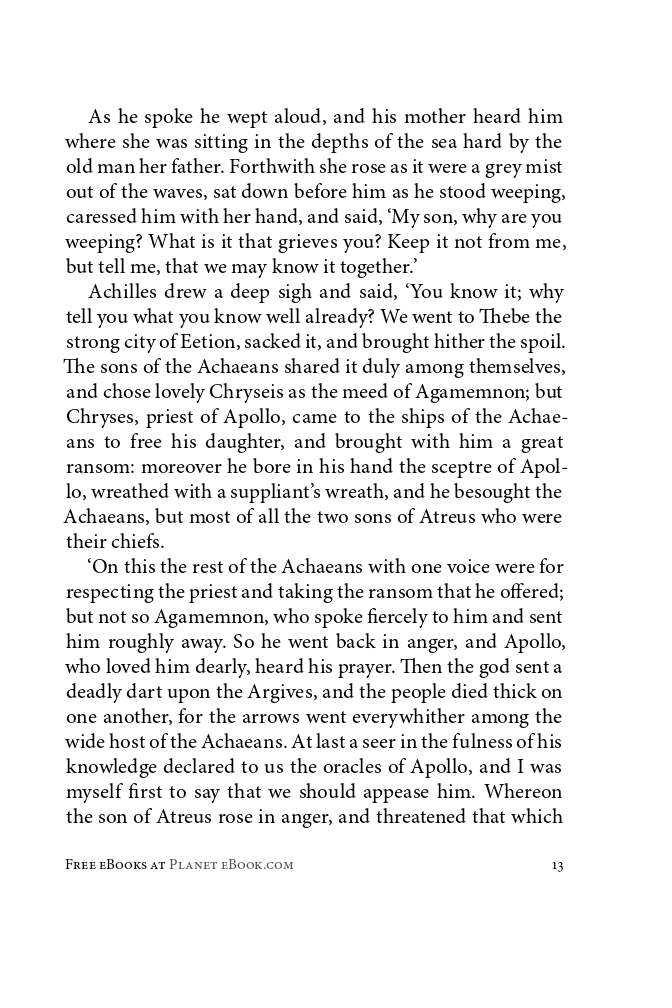 As he spoke he wept aloud, and his mother heard him
where she was sitting in the depths of the sea hard by the
old man her father. Forthwith she rose as it were a grey mist
out of the waves, sat down before him as he stood weeping,
caressed him with her hand, and said, ‘My son, why are you
weeping? What is it that grieves you? Keep it not from me,
but tell me, that we may know it together.’
Achilles drew a deep sigh and said, ‘You know it; why
tell you what you know well already? We went to Thebe the
strong city of Eetion, sacked it, and brought hither the spoil.
The sons of the Achaeans shared it duly among themselves,
and chose lovely Chryseis as the meed of Agamemnon; but
Chryses, priest of Apollo, came to the ships of the Achae-
ans to free his daughter, and brought with him a great
ransom: moreover he bore in his hand the sceptre of Apol-
lo, wreathed with a suppliant’s wreath, and he besought the
Achaeans, but most of all the two sons of Atreus who were
their chiefs.
‘On this the rest of the Achaeans with one voice were for
respecting the priest and taking the ransom that he offered;
but not so Agamemnon, who spoke fiercely to him and sent
him roughly away. So he went back in anger, and Apollo,
who loved him dearly, heard his prayer. Then the god sent a
deadly dart upon the Argives, and the people died thick on
one another, for the arrows went everywhither among the
wide host of the Achaeans. At last a seer in the fulness of his
knowledge declared to us the oracles of Apollo, and I was
myself first to say that we should appease him. Whereon
the son of Atreus rose in anger, and threatened that which
Free eBooks at Planet eBook.com 13